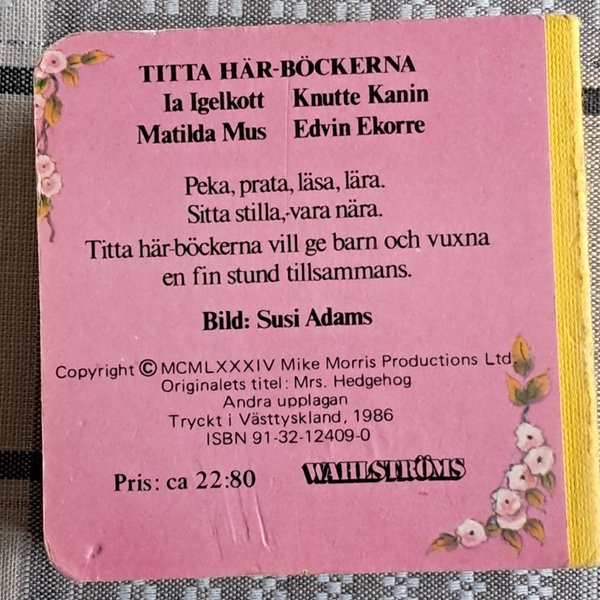 TITTA HÄR-BÖCKERNA
Ia Igelkott Knutte Kanin
Matilda Mus Edvin Ekorre
Peka, prata, läsa, lära.
Sitta stilla, vara nära.
Titta här-böckerna vill ge barn och vuxna
en fin stund tillsammans.
Bild: Susi Adams
Copyright © MCMLXXXIV Mike Morris Productions Ltd.
Originalets titel: Mrs. Hedgehog
Andra upplagan
Tryckt i Västtyskland, 1986
ISBN 91-32-12409-0
Pris: ca 22:80 WAHLSTRÖMS